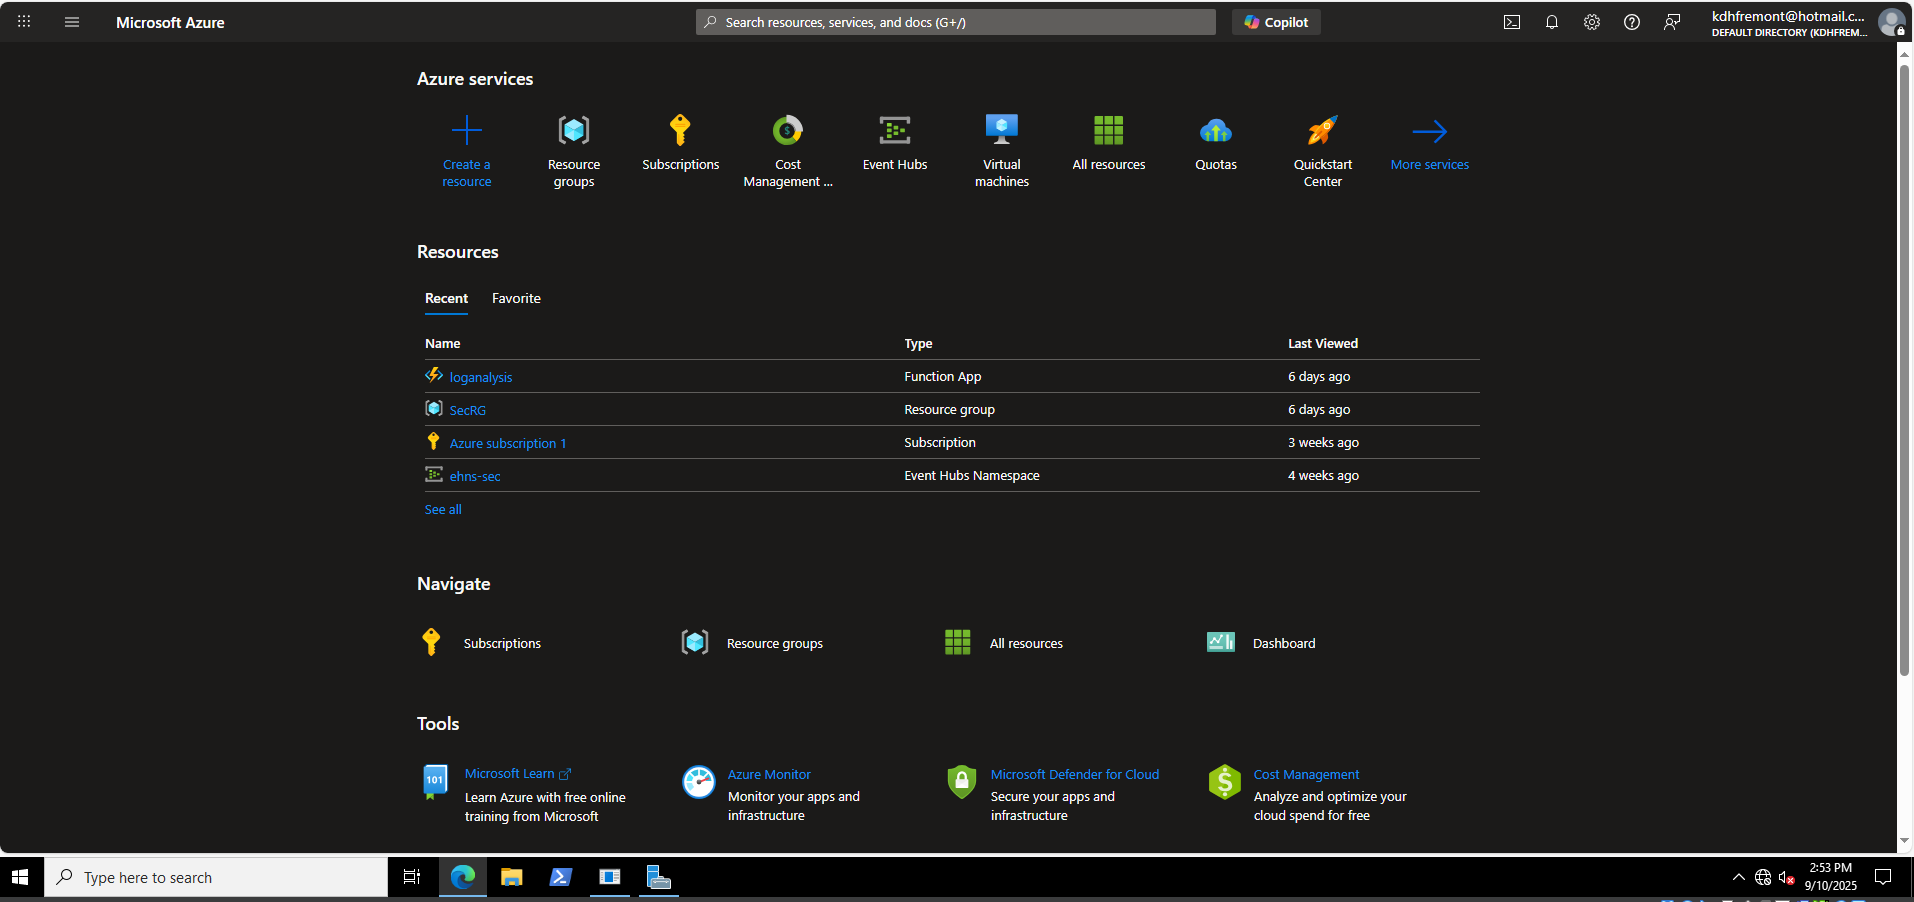 Microsoft Azure
Search resources, services, and docs (G+/)
Copilot
kdhfremont@hotmail.c...
DEFAULT DIRECTORY (KDHFREM...
Azure services
Create a
resource
Resource
groups
Subscriptions
Cost
Management ...
Event Hubs
Virtual
machines
All resources
Quotas
Quickstart
Center
More services
Resources
Recent Favorite
Name Type Last Viewed
loganalysis Function App 6 days ago
SecRG Resource group 6 days ago
Azure subscription 1 Subscription 3 weeks ago
ehns-sec Event Hubs Namespace 4 weeks ago
See all
Navigate
Subscriptions Resource groups All resources Dashboard
Tools
101
Microsoft Learn
Learn Azure with free online
training from Microsoft
Azure Monitor
Monitor your apps and
infrastructure
Microsoft Defender for Cloud
Secure your apps and
infrastructure
Cost Management
Analyze and optimize your
cloud spend for free
Type here to search
2:53 PM
9/10/2025